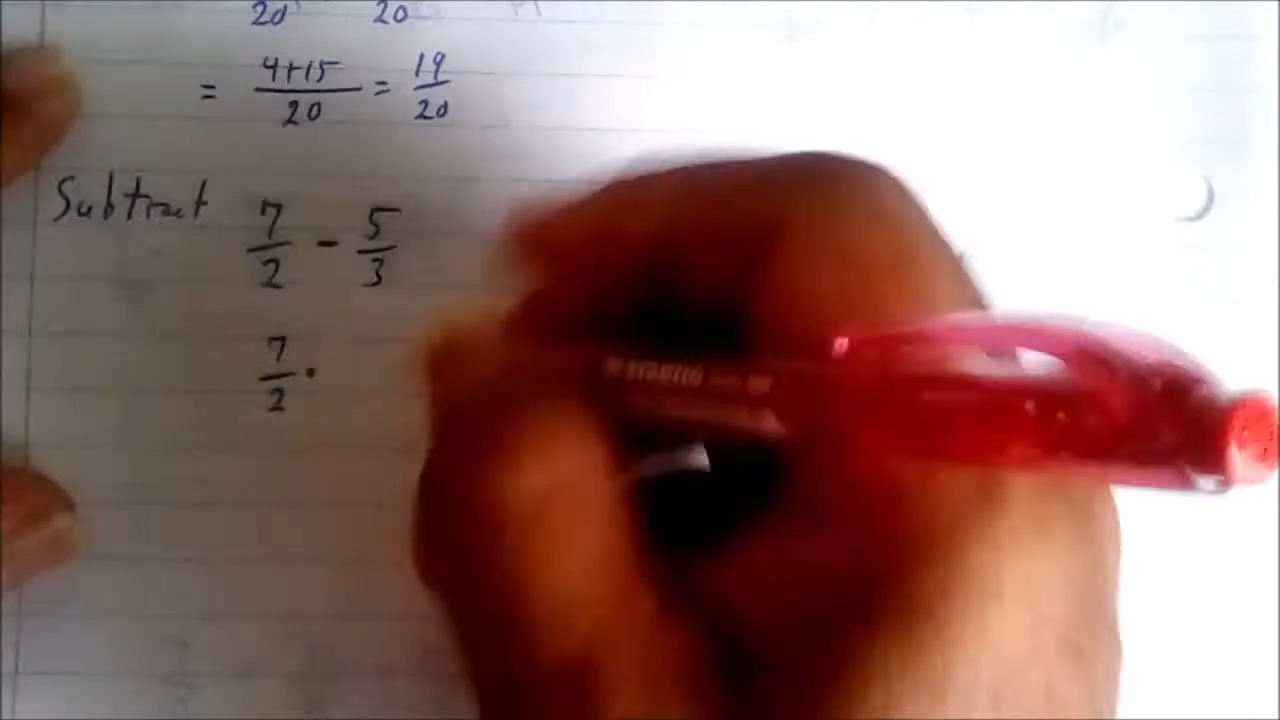 20 20
= 4+15/20 = 19/20
Subtract 7/2 - 5/3
7/2 ·